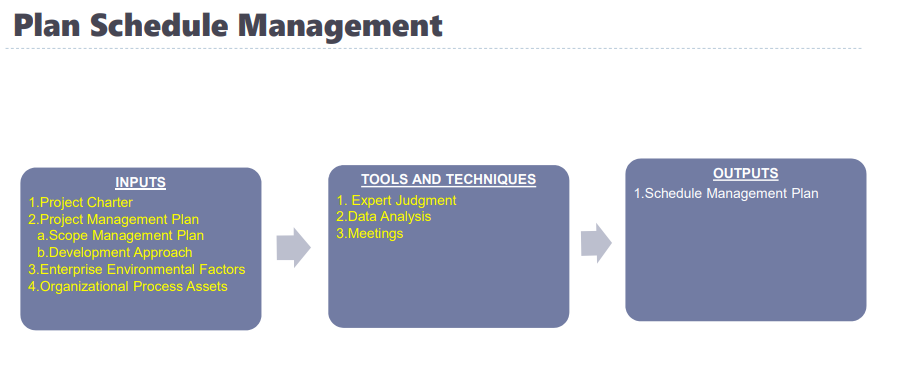 Plan Schedule Management
INPUTS
1.Project Charter
2.Project Management Plan
a.Scope Management Plan
b.Development Approach
3.Enterprise Environmental Factors
4.Organizational Process Assets
TOOLS AND TECHNIQUES
1. Expert Judgment
2.Data Analysis
3.Meetings
OUTPUTS
1.Schedule Management Plan